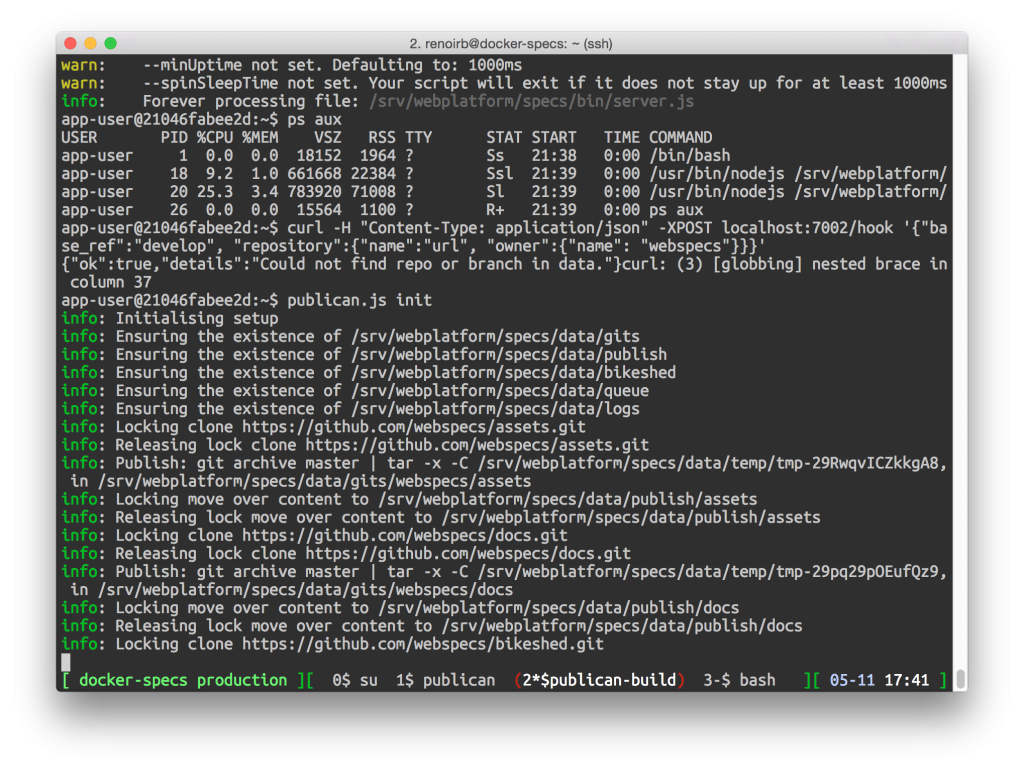 2. renoirb@docker-specs: ~ (ssh)
warn:    --minUptime not set. Defaulting to: 1000ms
warn:    --spinSleepTime not set. Your script will exit if it does not stay up for at least 1000ms
info:    Forever processing file: /srv/webplatform/specs/bin/server.js
app-user@21046fabee2d:~$ ps aux
USER       PID %CPU %MEM    VSZ   RSS TTY      STAT START   TIME COMMAND
app-user     1  0.0  0.0  18152  1964 ?        Ss   21:38   0:00 /bin/bash
app-user    18  9.2  1.0 661668 22384 ?        Ssl  21:39   0:00 /usr/bin/nodejs /srv/webplatform/
app-user    20 25.3  3.4 783920 71008 ?        Sl   21:39   0:00 /usr/bin/nodejs /srv/webplatform/
app-user    26  0.0  0.0  15564  1100 ?        R+   21:39   0:00 ps aux
app-user@21046fabee2d:~$ curl -H "Content-Type: application/json" -XPOST localhost:7002/hook '{"ba
se_ref":"develop", "repository":{"name":"url", "owner":{"name": "webspecs"}}}'
{"ok":true,"details":"Could not find repo or branch in data."}curl: (3) [globbing] nested brace in
 column 37
app-user@21046fabee2d:~$ publican.js init
info: Initialising setup
info: Ensuring the existence of /srv/webplatform/specs/data/gits
info: Ensuring the existence of /srv/webplatform/specs/data/publish
info: Ensuring the existence of /srv/webplatform/specs/data/bikeshed
info: Ensuring the existence of /srv/webplatform/specs/data/queue
info: Ensuring the existence of /srv/webplatform/specs/data/logs
info: Locking clone https://github.com/webspecs/assets.git
info: Releasing lock clone https://github.com/webspecs/assets.git
info: Publish: git archive master | tar -x -C /srv/webplatform/specs/data/temp/tmp-29RwqvICZkkgA8,
 in /srv/webplatform/specs/data/gits/webspecs/assets
info: Locking move over content to /srv/webplatform/specs/data/publish/assets
info: Releasing lock move over content to /srv/webplatform/specs/data/publish/assets
info: Locking clone https://github.com/webspecs/docs.git
info: Releasing lock clone https://github.com/webspecs/docs.git
info: Publish: git archive master | tar -x -C /srv/webplatform/specs/data/temp/tmp-29pq29pOEufQz9,
 in /srv/webplatform/specs/data/gits/webspecs/docs
info: Locking move over content to /srv/webplatform/specs/data/publish/docs
info: Releasing lock move over content to /srv/webplatform/specs/data/publish/docs
info: Locking clone https://github.com/webspecs/bikeshed.git
[ docker-specs production ][  0$ su  1$ publican  (2*$publican-build)  3-$ bash   ][ 05-11 17:41 ]